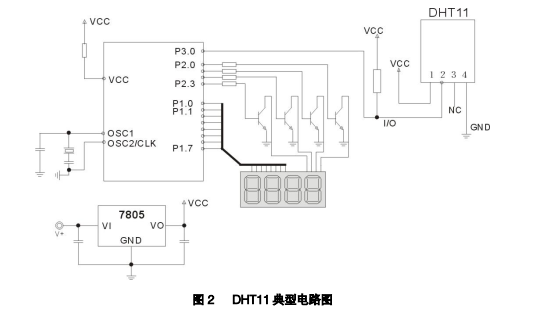 DHT11
VCC
VCC
P3.0
P2.0
VCC
VCC
P2.3
1 2 3 4
P1.0
P1.1
NC
I/O
GND
OSC1
OSC2/CLK
P1.7
VCC
7805
V+
VI VO
GND
图 2 DHT11 典型电路图